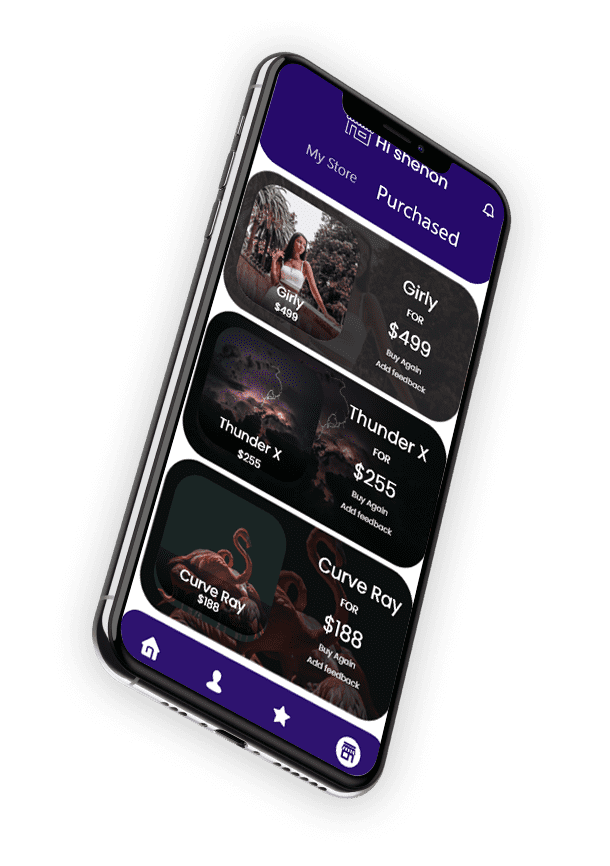 Hi shenon
My Store
Purchased
Girly
$499
Girly
FOR
$499
Buy Again
Add feedback
Thunder X
$255
Thunder X
FOR
$255
Buy Again
Add feedback
Curve Ray
$188
Curve Ray
FOR
$188
Buy Again
Add feedback